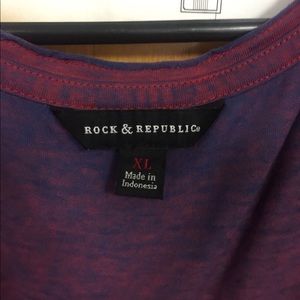 ROCK & REPUBLIC®
XL
Made in
Indonesia